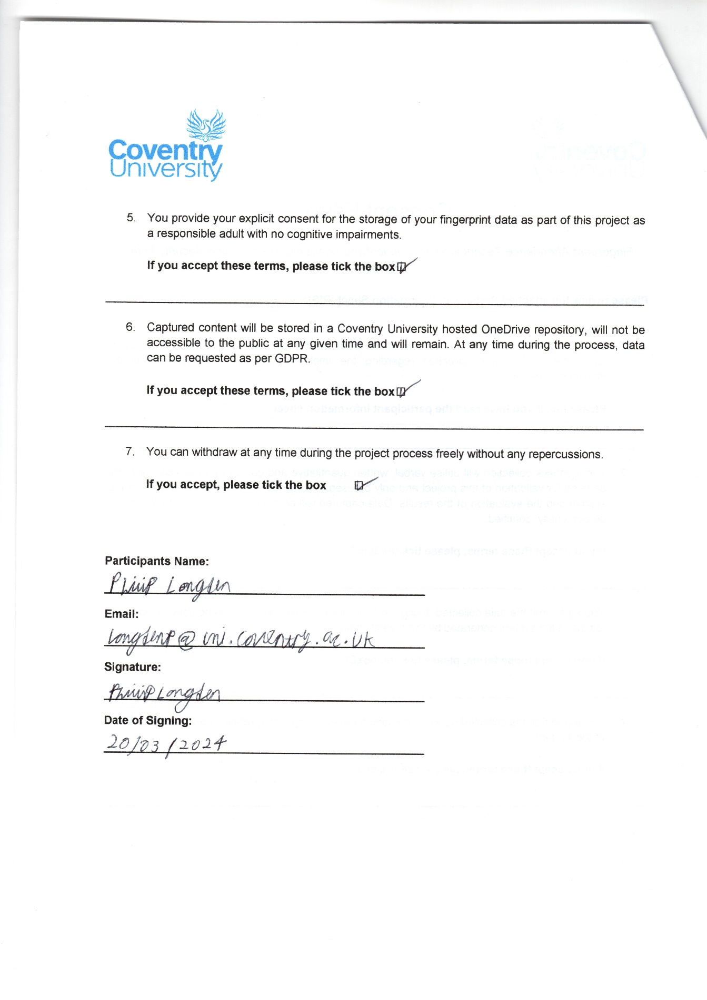 Coventry
University
5. You provide your explicit consent for the storage of your fingerprint data as part of this project as
a responsible adult with no cognitive impairments.
If you accept these terms, please tick the box
6. Captured content will be stored in a Coventry University hosted OneDrive repository, will not be
accessible to the public at any given time and will remain. At any time during the process, data
can be requested as per GDPR.
If you accept these terms, please tick the box
7. You can withdraw at any time during the project process freely without any repercussions.
If you accept, please tick the box
Participants Name:
Philip Longden
Email:
longdenp@uni.coventry.ac.uk
Signature:
Philip Longden
Date of Signing:
20/03/2024